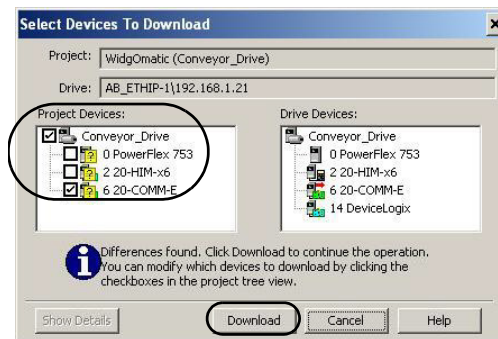 Select Devices To Download
Project: WidgOmatic (Conveyor_Drive)
Drive: AB_ETHIP-1\192.168.1.21
Project Devices:
Conveyor_Drive
0 PowerFlex 753
2 20-HIM-x6
6 20-COMM-E
Drive Devices:
Conveyor_Drive
0 PowerFlex 753
2 20-HIM-x6
6 20-COMM-E
14 DeviceLogix
Differences found. Click Download to continue the operation.
You can modify which devices to download by clicking the
checkboxes in the project tree view.
Show Details Download Cancel Help